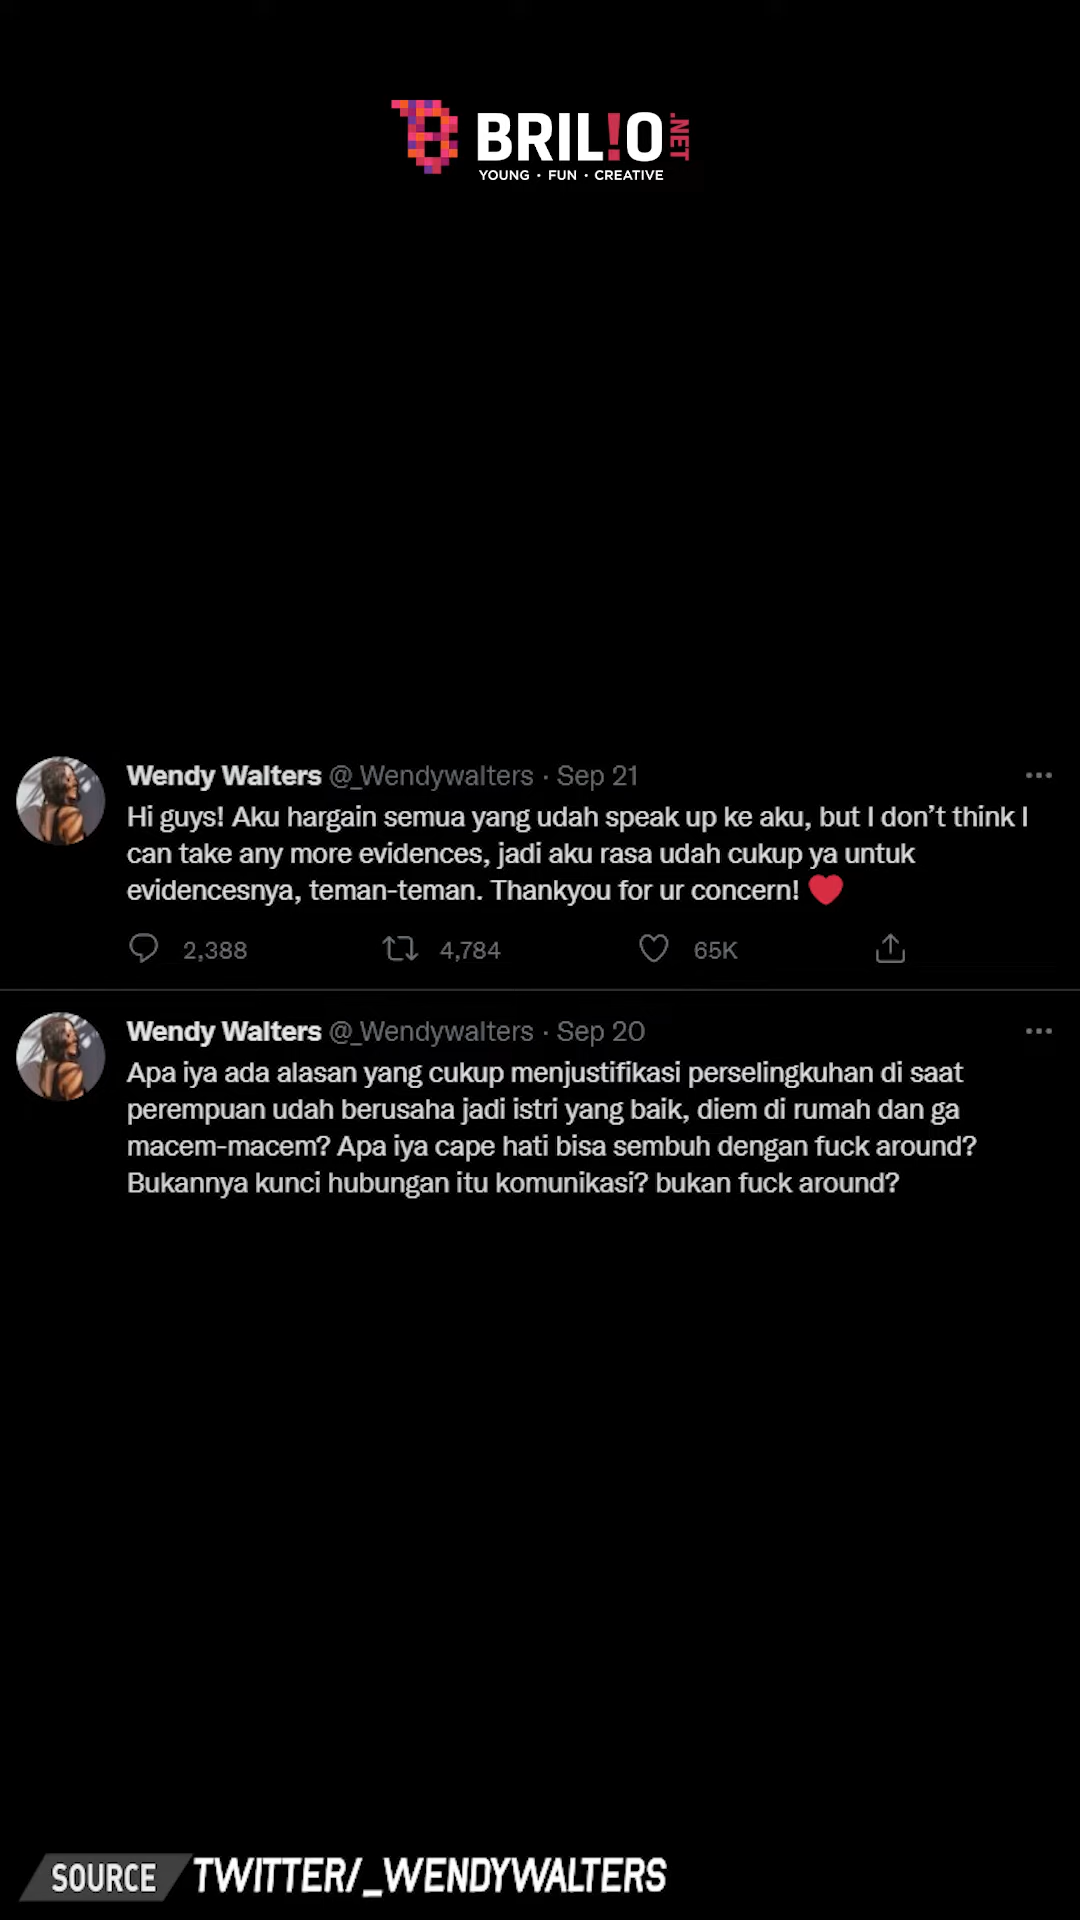 BRIL!O.NET
YOUNG · FUN · CREATIVE
Wendy Walters @_Wendywalters · Sep 21
Hi guys! Aku hargain semua yang udah speak up ke aku, but I don’t think I
can take any more evidences, jadi aku rasa udah cukup ya untuk
evidencesnya, teman-teman. Thankyou for ur concern! ❤️
2,388 4,784 65K
Wendy Walters @_Wendywalters · Sep 20
Apa iya ada alasan yang cukup menjustifikasi perselingkuhan di saat
perempuan udah berusaha jadi istri yang baik, diem di rumah dan ga
macem-macem? Apa iya cape hati bisa sembuh dengan fuck around?
Bukannya kunci hubungan itu komunikasi? bukan fuck around?
SOURCE TWITTER/_WENDYWALTERS